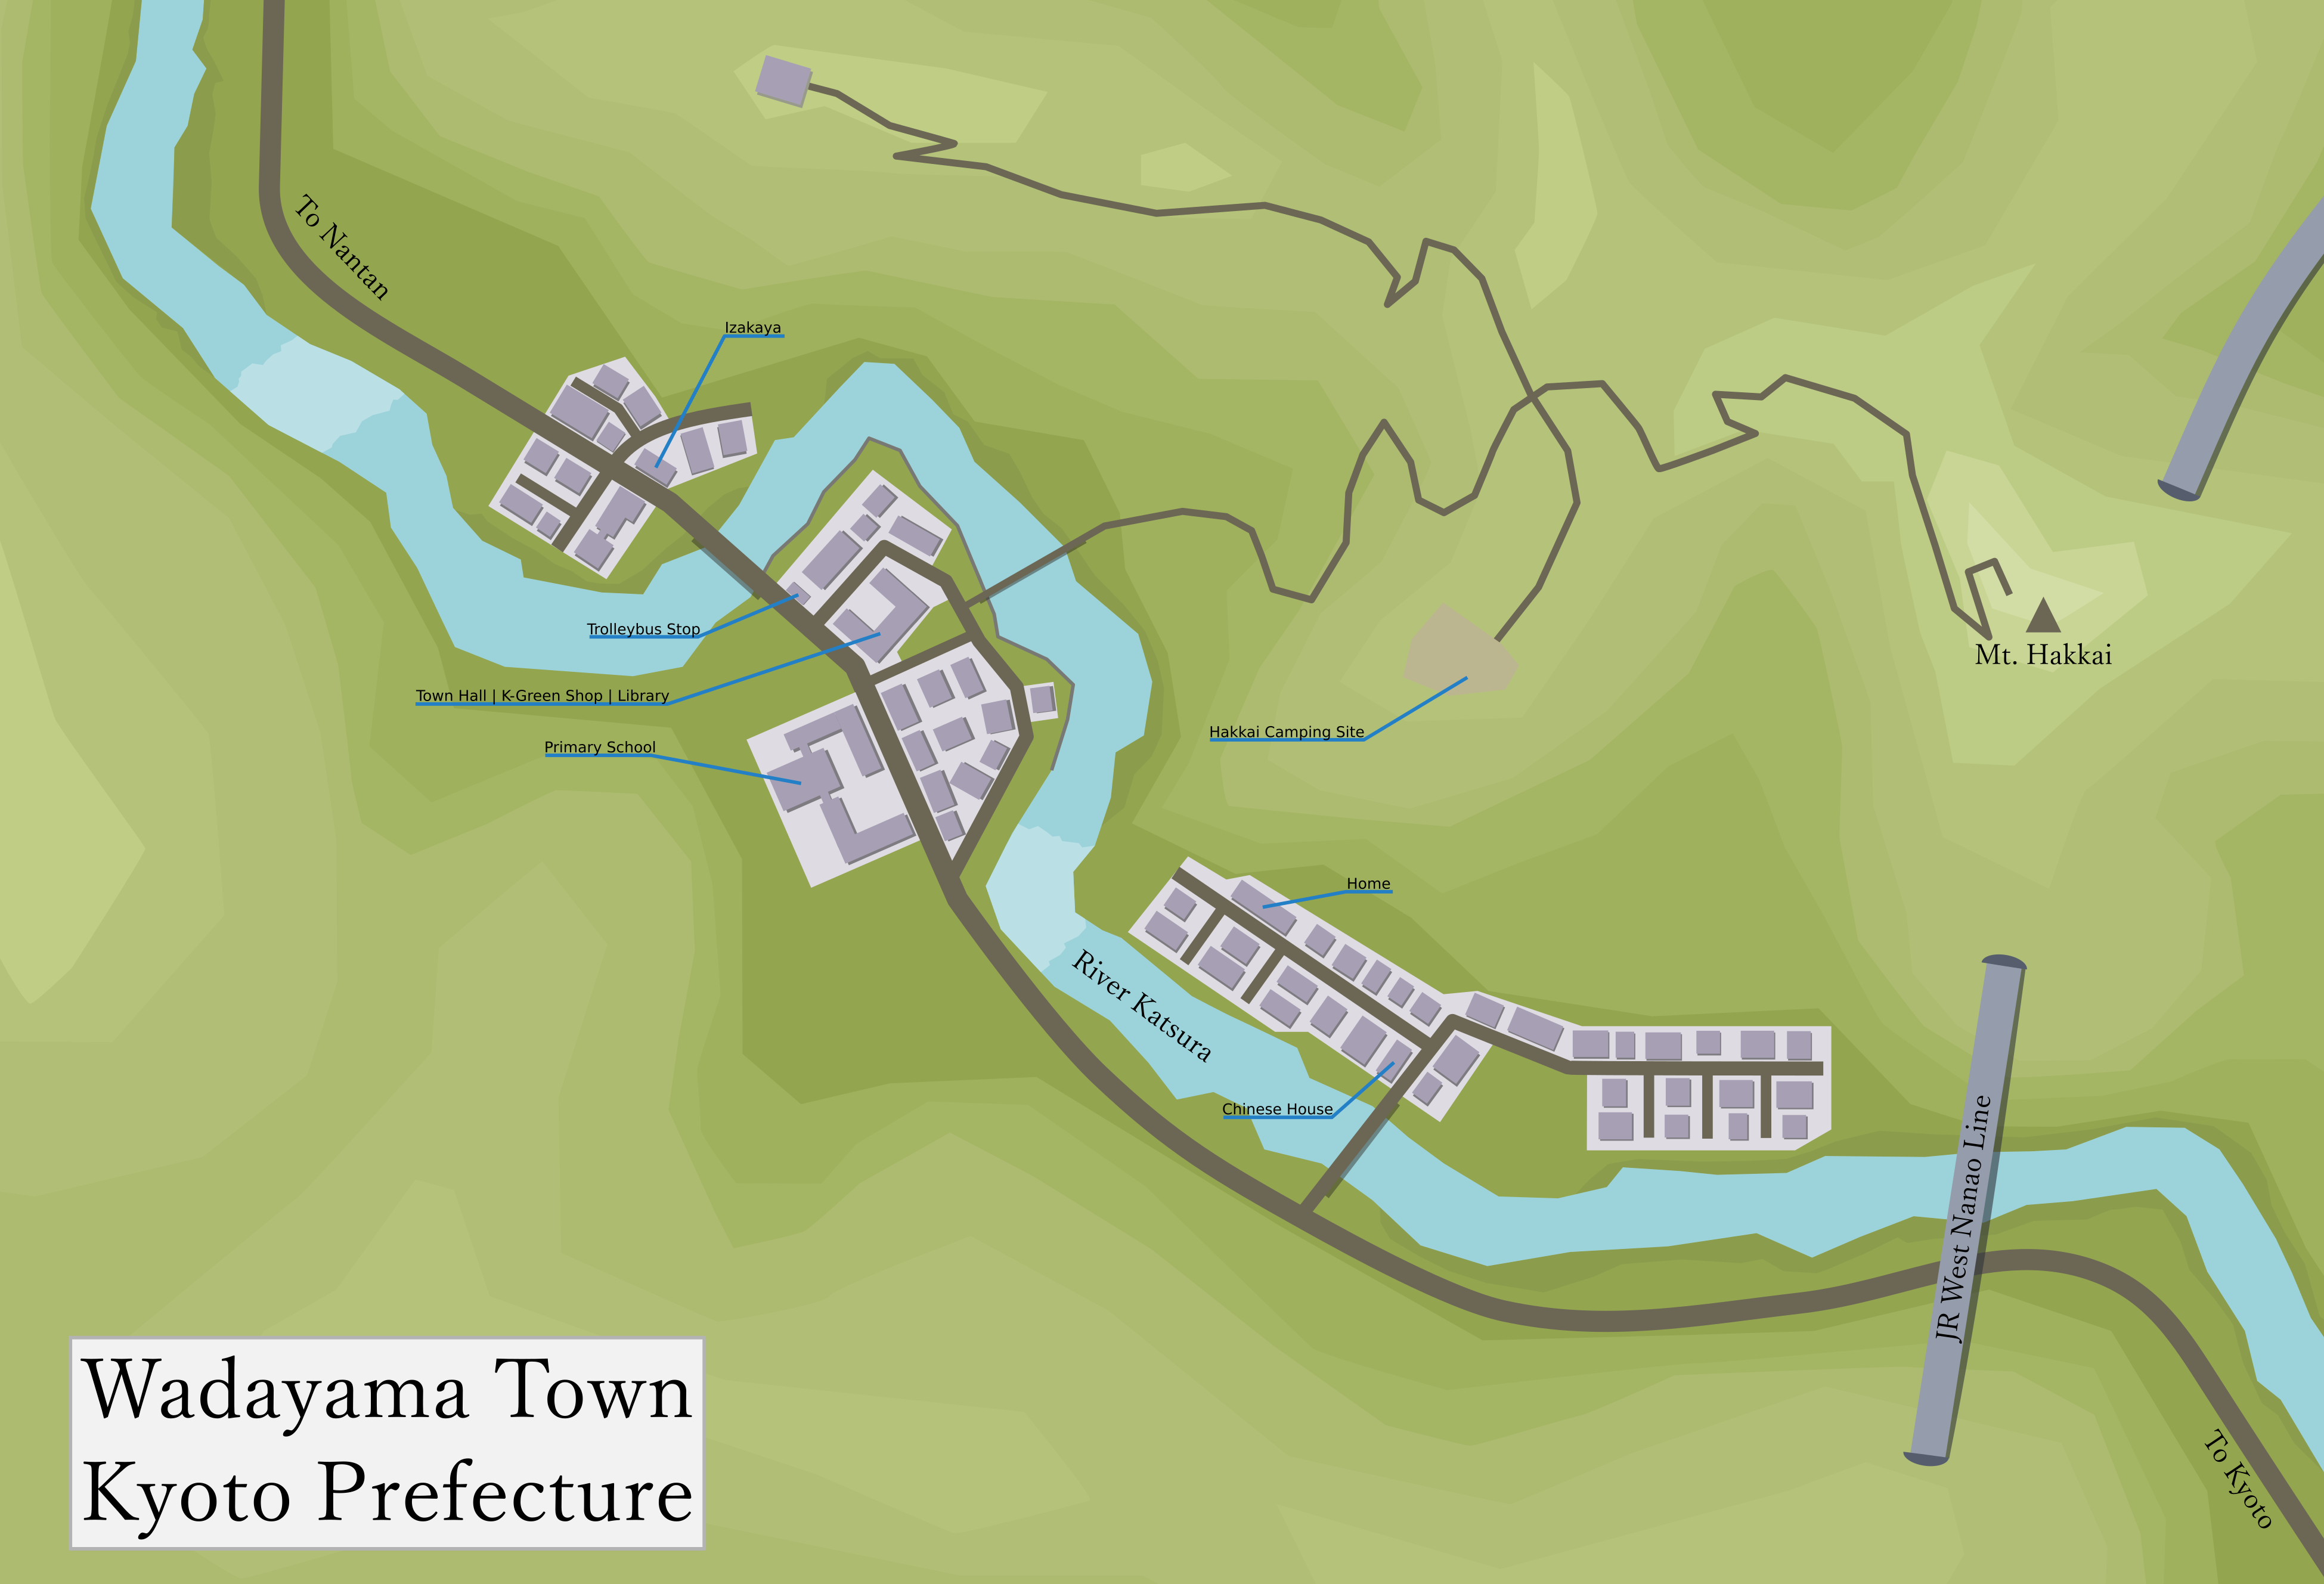 To Nantan
Izakaya
Trolleybus Stop
Town Hall | K-Green Shop | Library
Primary School
Hakkai Camping Site
Mt. Hakkai
Home
River Katsura
Chinese House
JR West Nanao Line
To Kyoto
Wadayama Town
Kyoto Prefecture